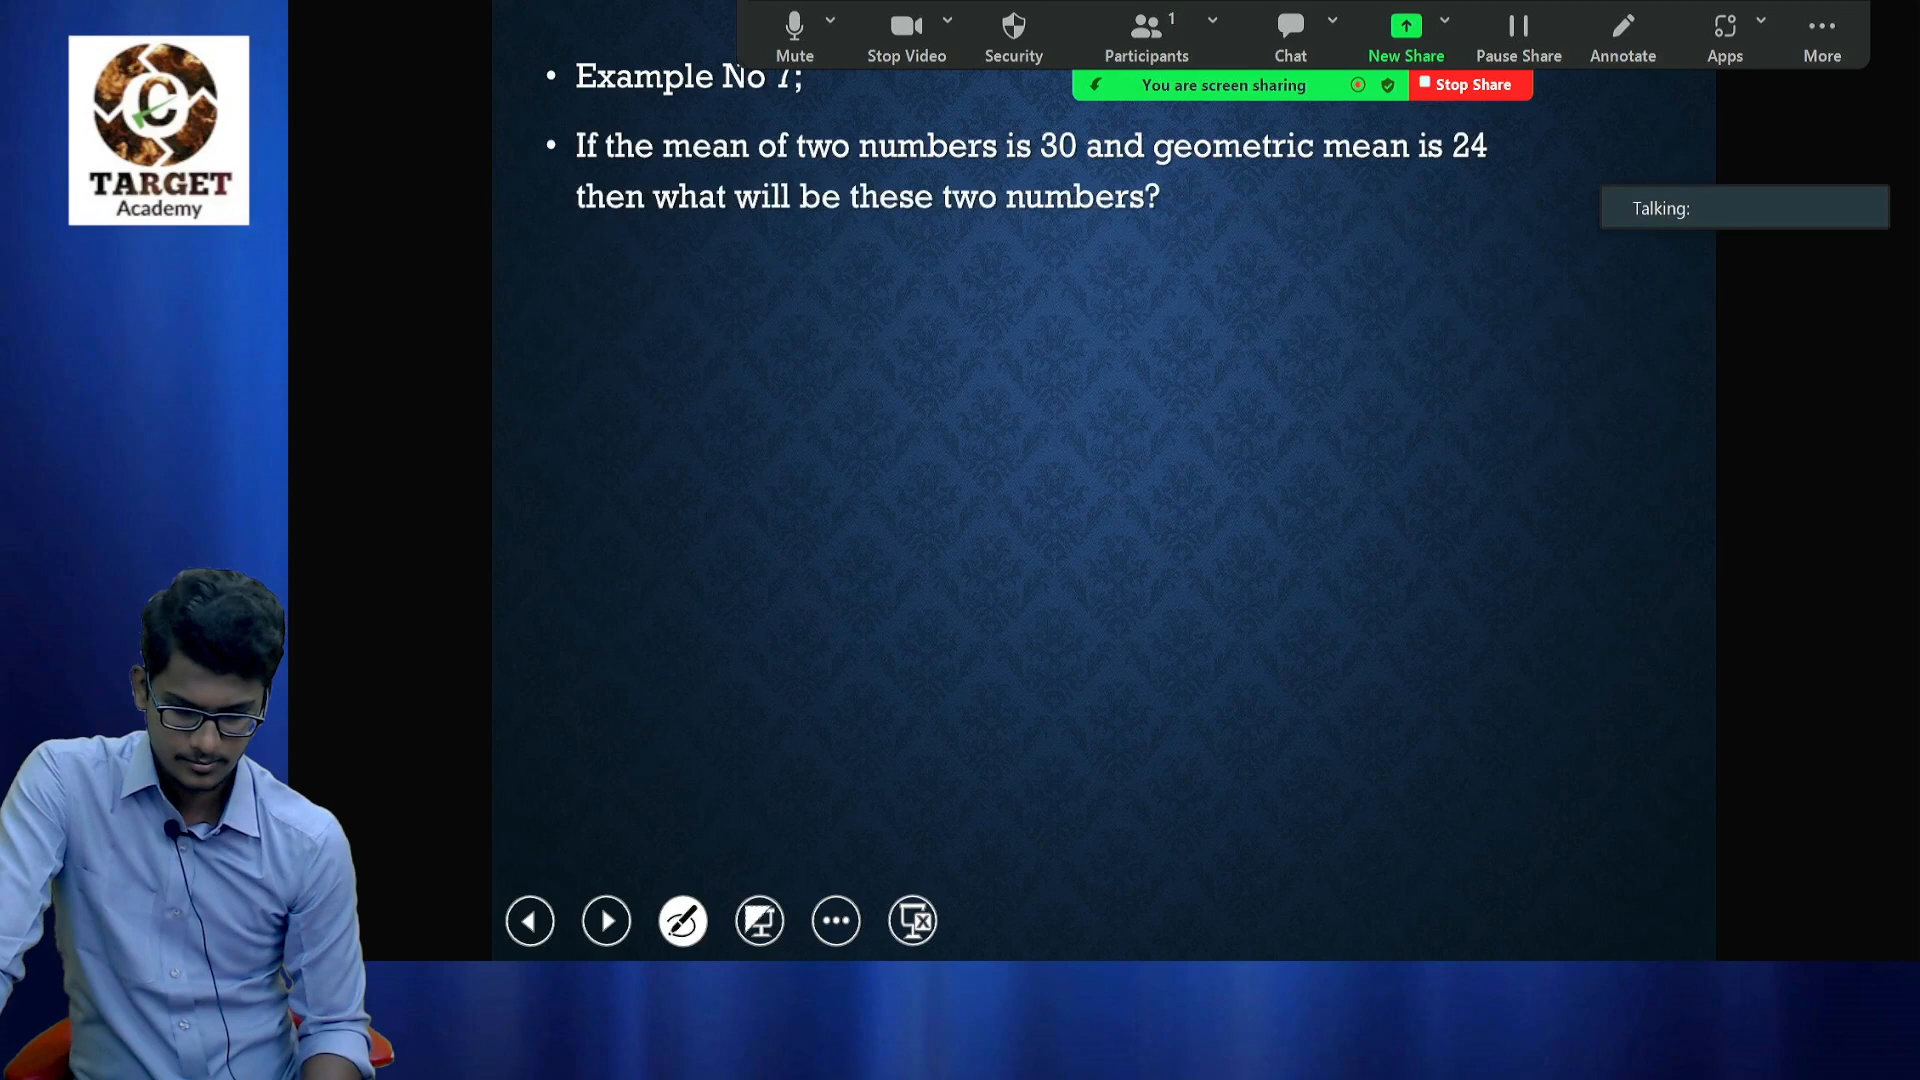 Mute
Stop Video
Security
Participants
1
Chat
New Share
Pause Share
Annotate
Apps
More
You are screen sharing
Stop Share
• Example No 7;
• If the mean of two numbers is 30 and geometric mean is 24
then what will be these two numbers?
Talking:
C
TARGET
Academy